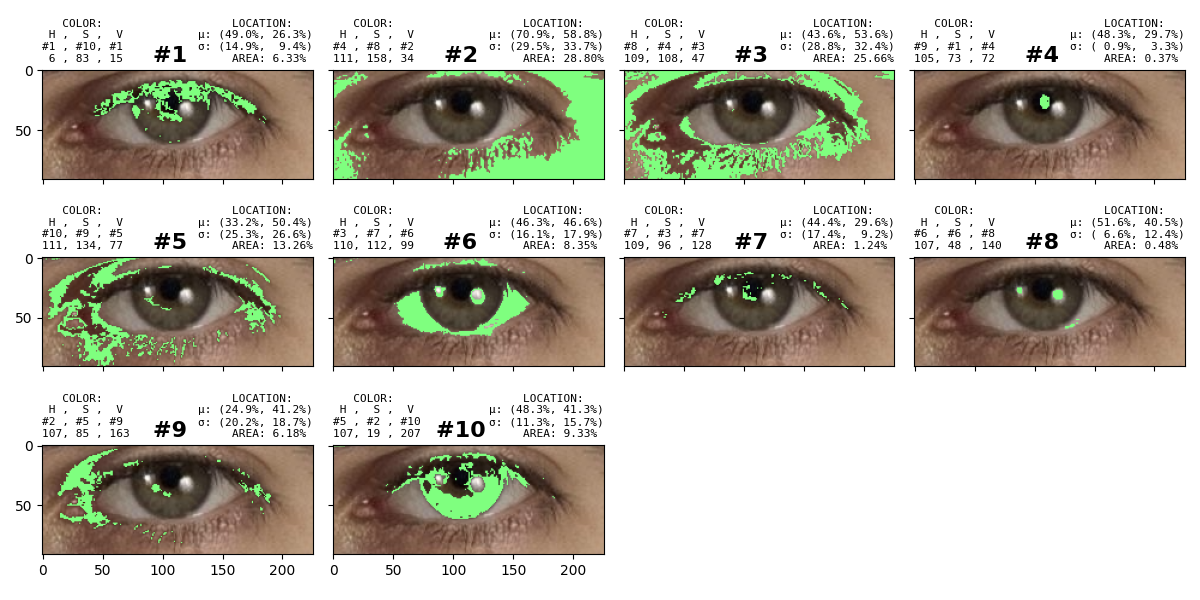 COLOR: LOCATION:
H , S , V μ: (49.0%, 26.3%)
#1 , #10, #1 #1 σ: (14.9%, 9.4%)
6 , 83 , 15 AREA: 6.33%
COLOR: LOCATION:
H , S , V μ: (70.9%, 58.8%)
#4 , #8 , #2 #2 σ: (29.5%, 33.7%)
111, 158, 34 AREA: 28.80%
COLOR: LOCATION:
H , S , V μ: (43.6%, 53.6%)
#8 , #4 , #3 #3 σ: (28.8%, 32.4%)
109, 108, 47 AREA: 25.66%
COLOR: LOCATION:
H , S , V μ: (48.3%, 29.7%)
#9 , #1 , #4 #4 σ: ( 0.9%, 3.3%)
105, 73 , 72 AREA: 0.37%
0
50
COLOR: LOCATION:
H , S , V μ: (33.2%, 50.4%)
#10, #9 , #5 #5 σ: (25.3%, 26.6%)
111, 134, 77 AREA: 13.26%
COLOR: LOCATION:
H , S , V μ: (46.3%, 46.6%)
#3 , #7 , #6 #6 σ: (16.1%, 17.9%)
110, 112, 99 AREA: 8.35%
COLOR: LOCATION:
H , S , V μ: (44.4%, 29.6%)
#7 , #3 , #7 #7 σ: (17.4%, 9.2%)
109, 96 , 128 AREA: 1.24%
COLOR: LOCATION:
H , S , V μ: (51.6%, 40.5%)
#6 , #6 , #8 #8 σ: ( 6.6%, 12.4%)
107, 48 , 140 AREA: 0.48%
0
50
COLOR: LOCATION:
H , S , V μ: (24.9%, 41.2%)
#2 , #5 , #9 #9 σ: (20.2%, 18.7%)
107, 85 , 163 AREA: 6.18%
COLOR: LOCATION:
H , S , V μ: (48.3%, 41.3%)
#5 , #2 , #10 #10 σ: (11.3%, 15.7%)
107, 19 , 207 AREA: 9.33%
0
50
0 50 100 150 200
0 50 100 150 200